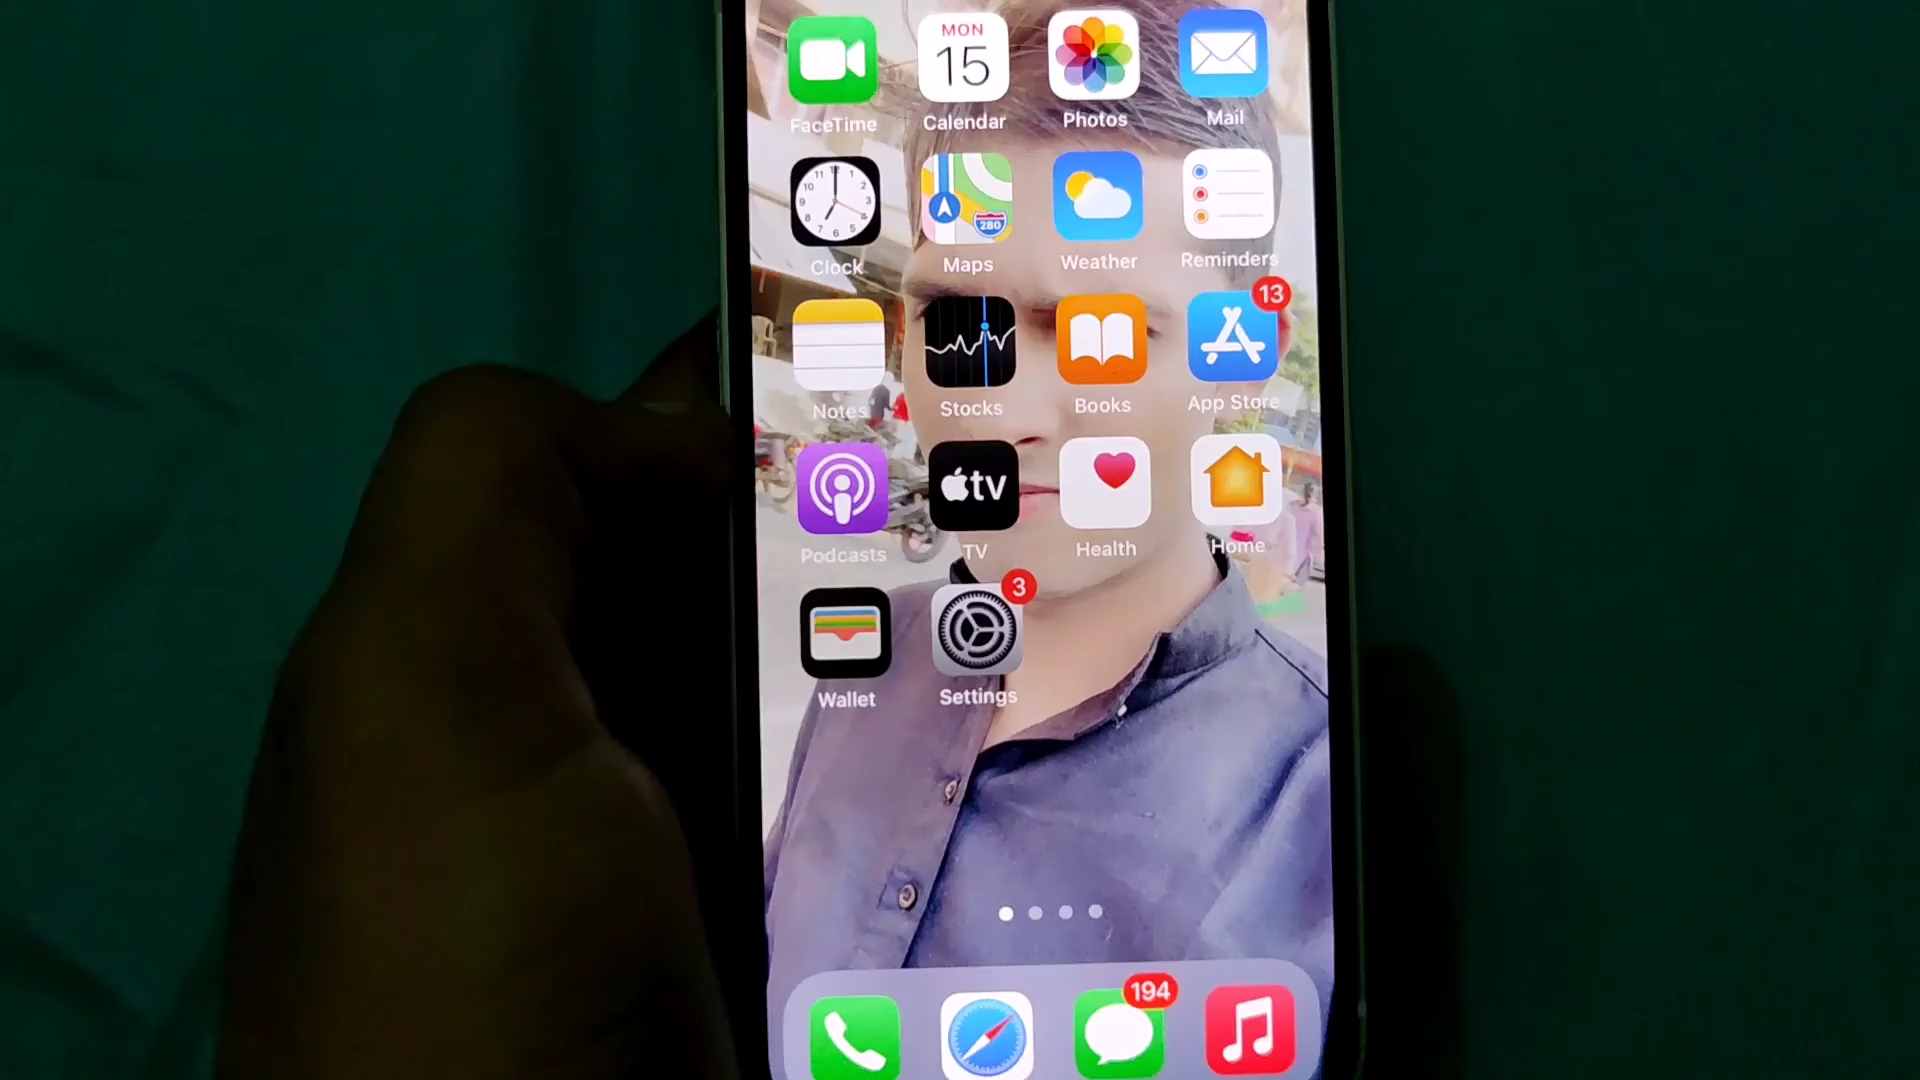 MON
15
FaceTime
Calendar
Photos
Mail
280
Clock
Maps
Weather
Reminders
13
Notes
Stocks
Books
App Store
tv
Podcasts
TV
Health
Home
3
Wallet
Settings
194